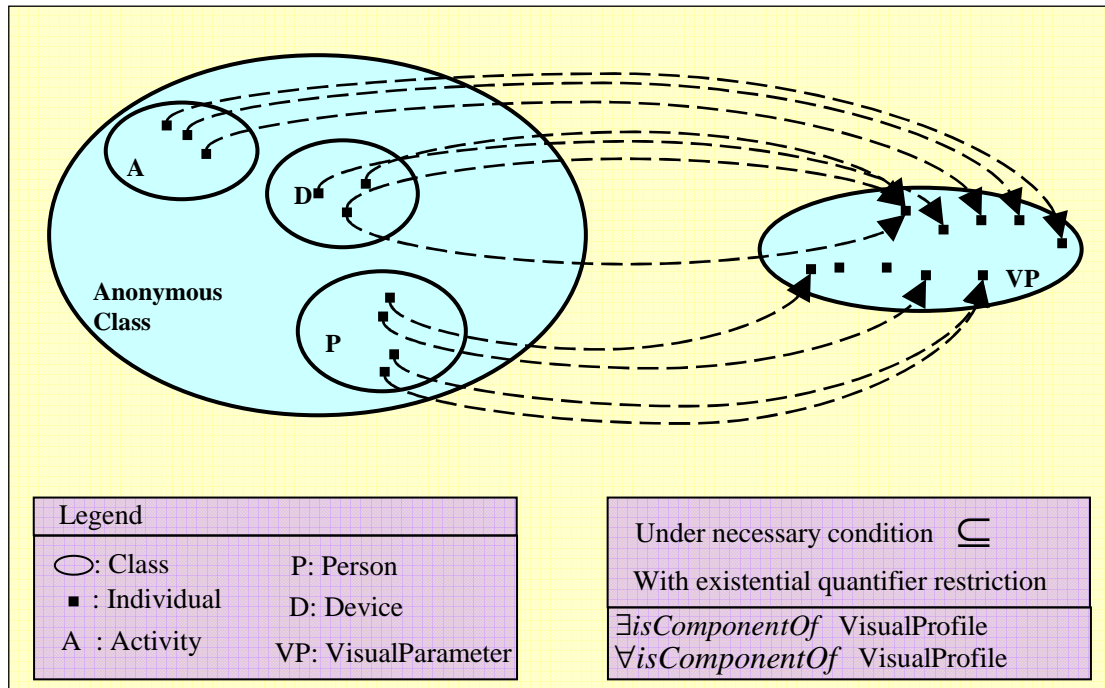 A
D
Anonymous
Class
P
VP
Legend
: Class
: Individual
A : Activity
P: Person
D: Device
VP: VisualParameter
Under necessary condition ⊆
With existential quantifier restriction
∃isComponentOf VisualProfile
∀isComponentOf VisualProfile